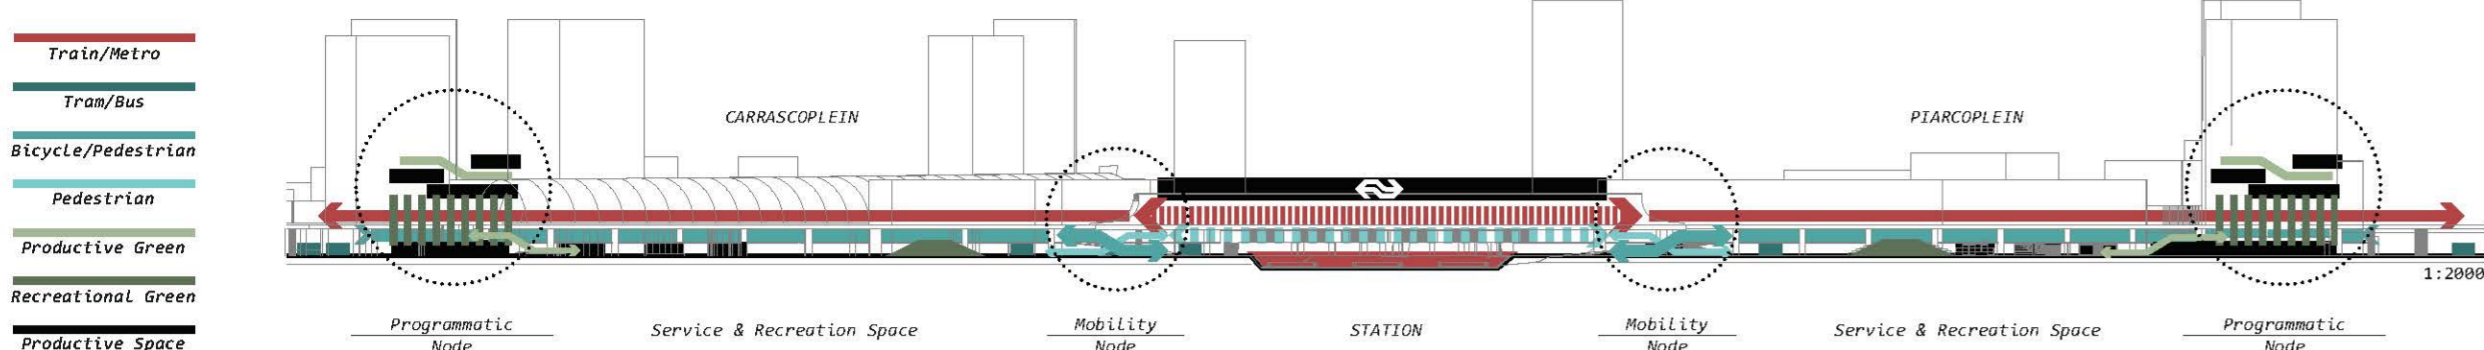 Train/Metro
Tram/Bus
Bicycle/Pedestrian
Pedestrian
Productive Green
Recreational Green
Productive Space
CARRASCOPLEIN
PIARCOPLEIN
1:2000
Programmatic
Node
Service & Recreation Space
Mobility
Node
STATION
Mobility
Node
Service & Recreation Space
Programmatic
Node